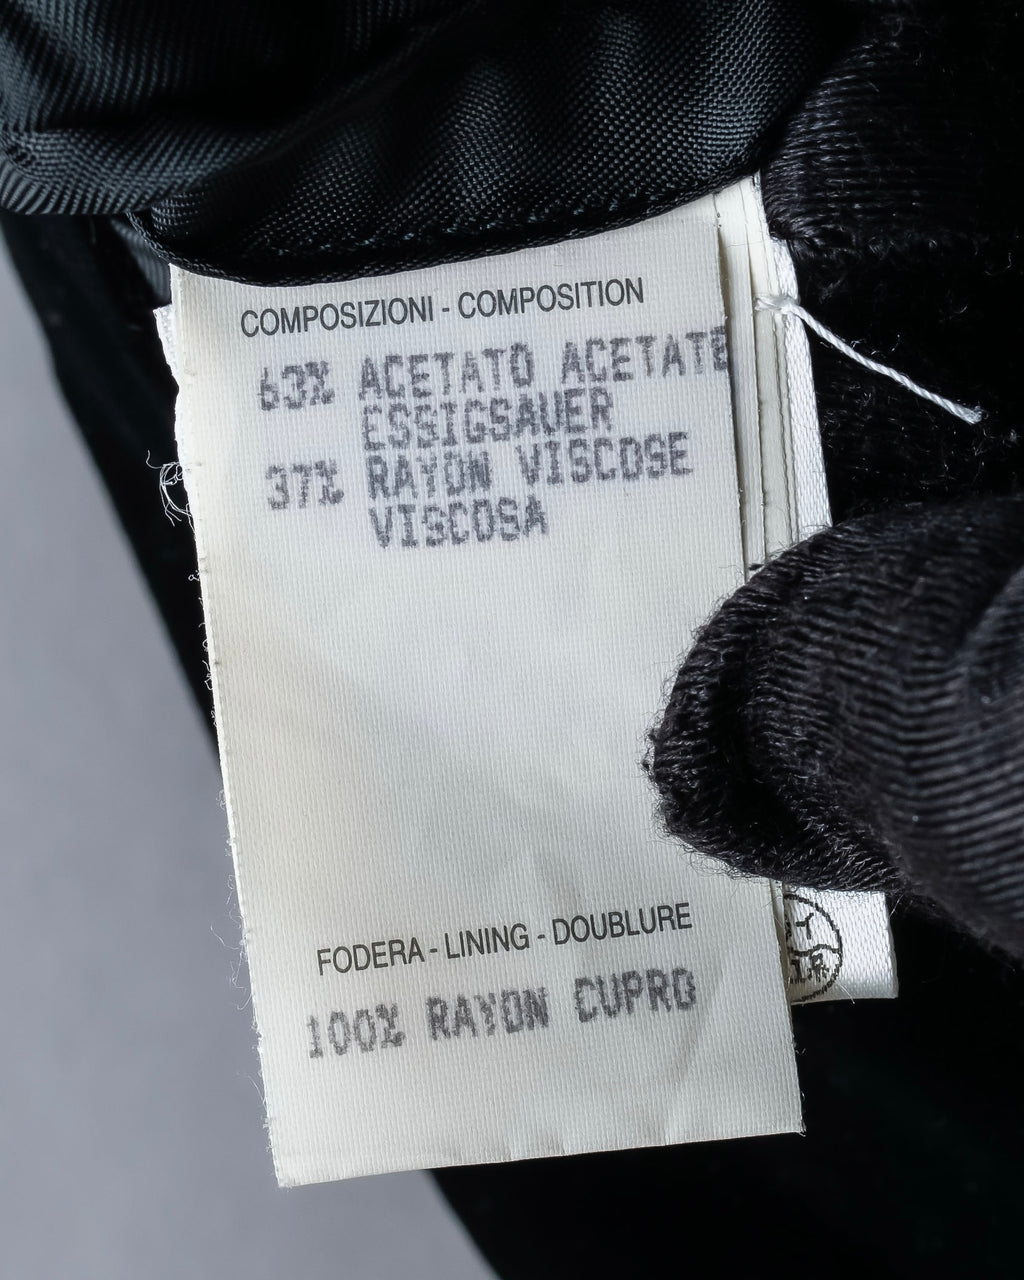 COMPOSIZIONI - COMPOSITION
63% ACETATO ACETATE
ESSIGSAUER
37% RAYON VISCOSE
VISCOSA
FODERA - LINING - DOUBLURE
100% RAYON CUPRO